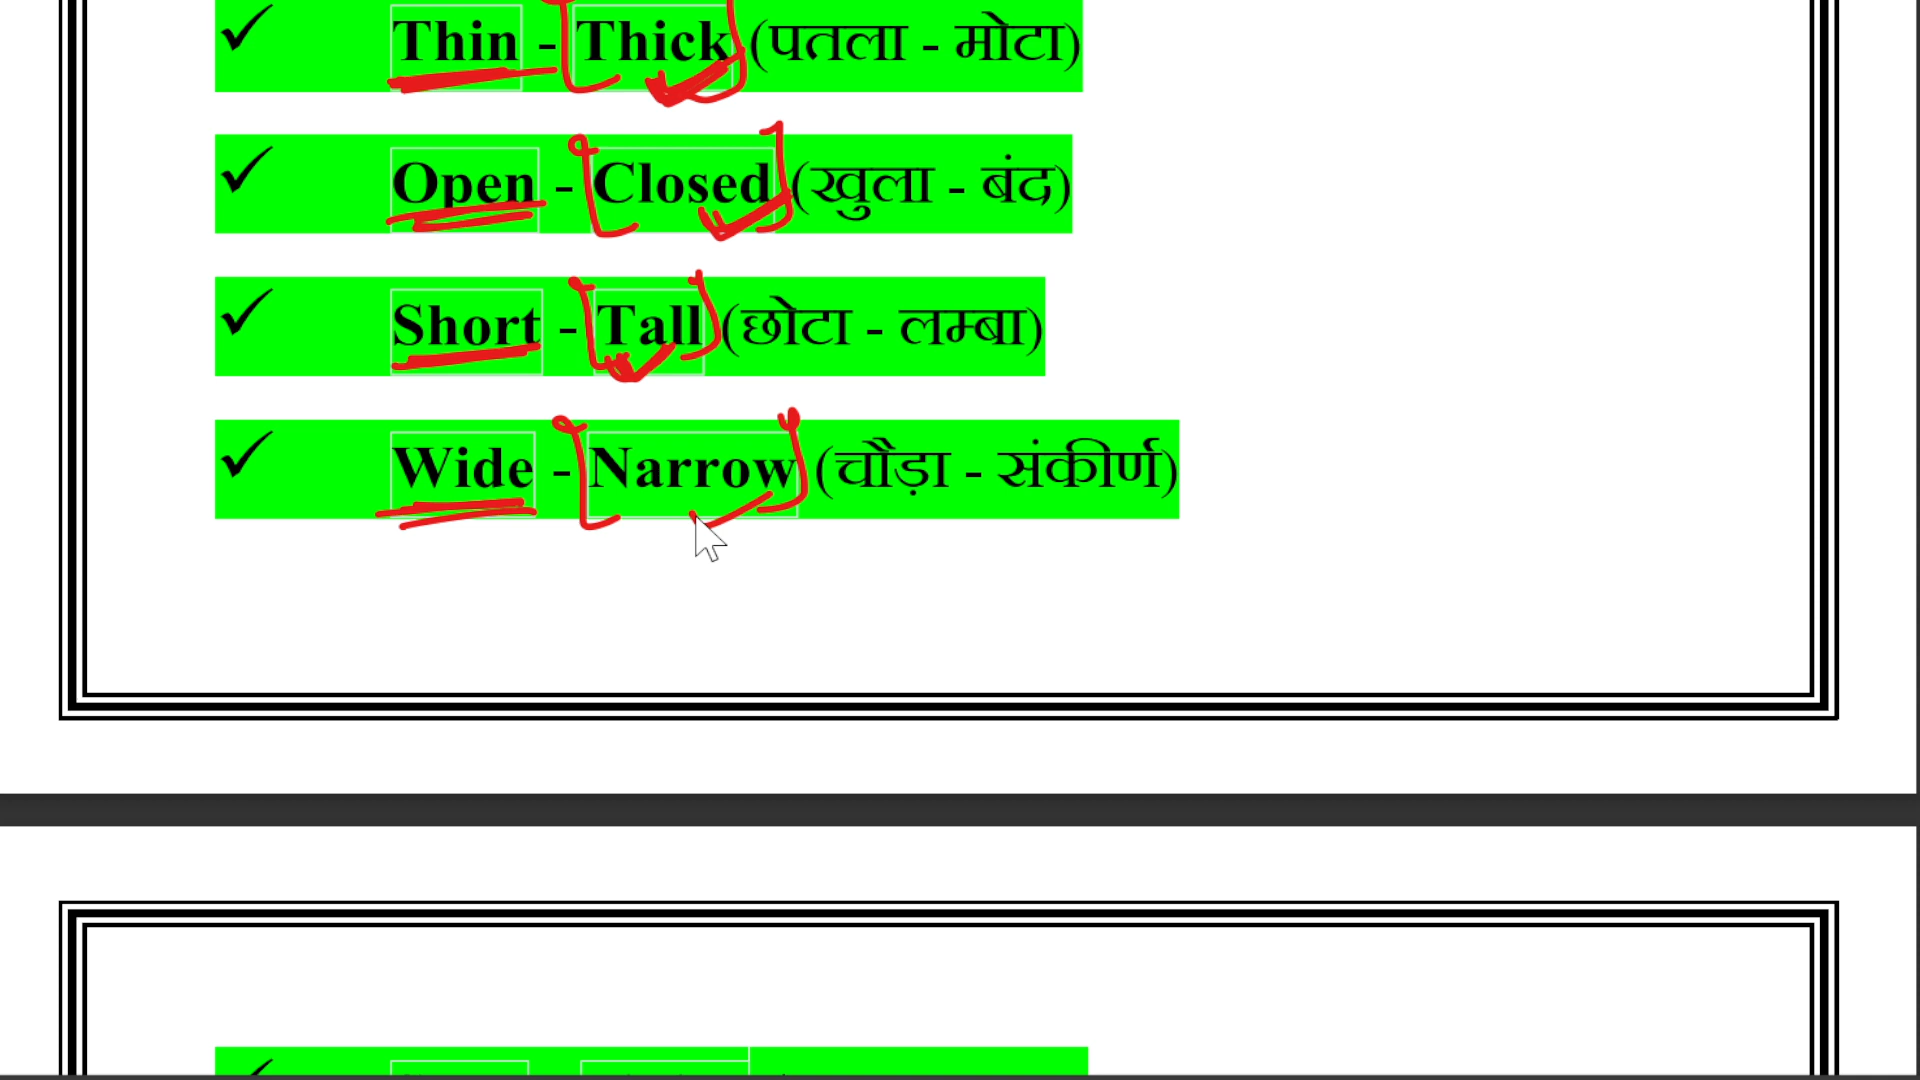 ✓ Thin - Thick (पतला - मोटा)
✓ Open - Closed (खुला - बंद)
✓ Short - Tall (छोटा - लम्बा)
✓ Wide - Narrow (चौड़ा - संकीर्ण)